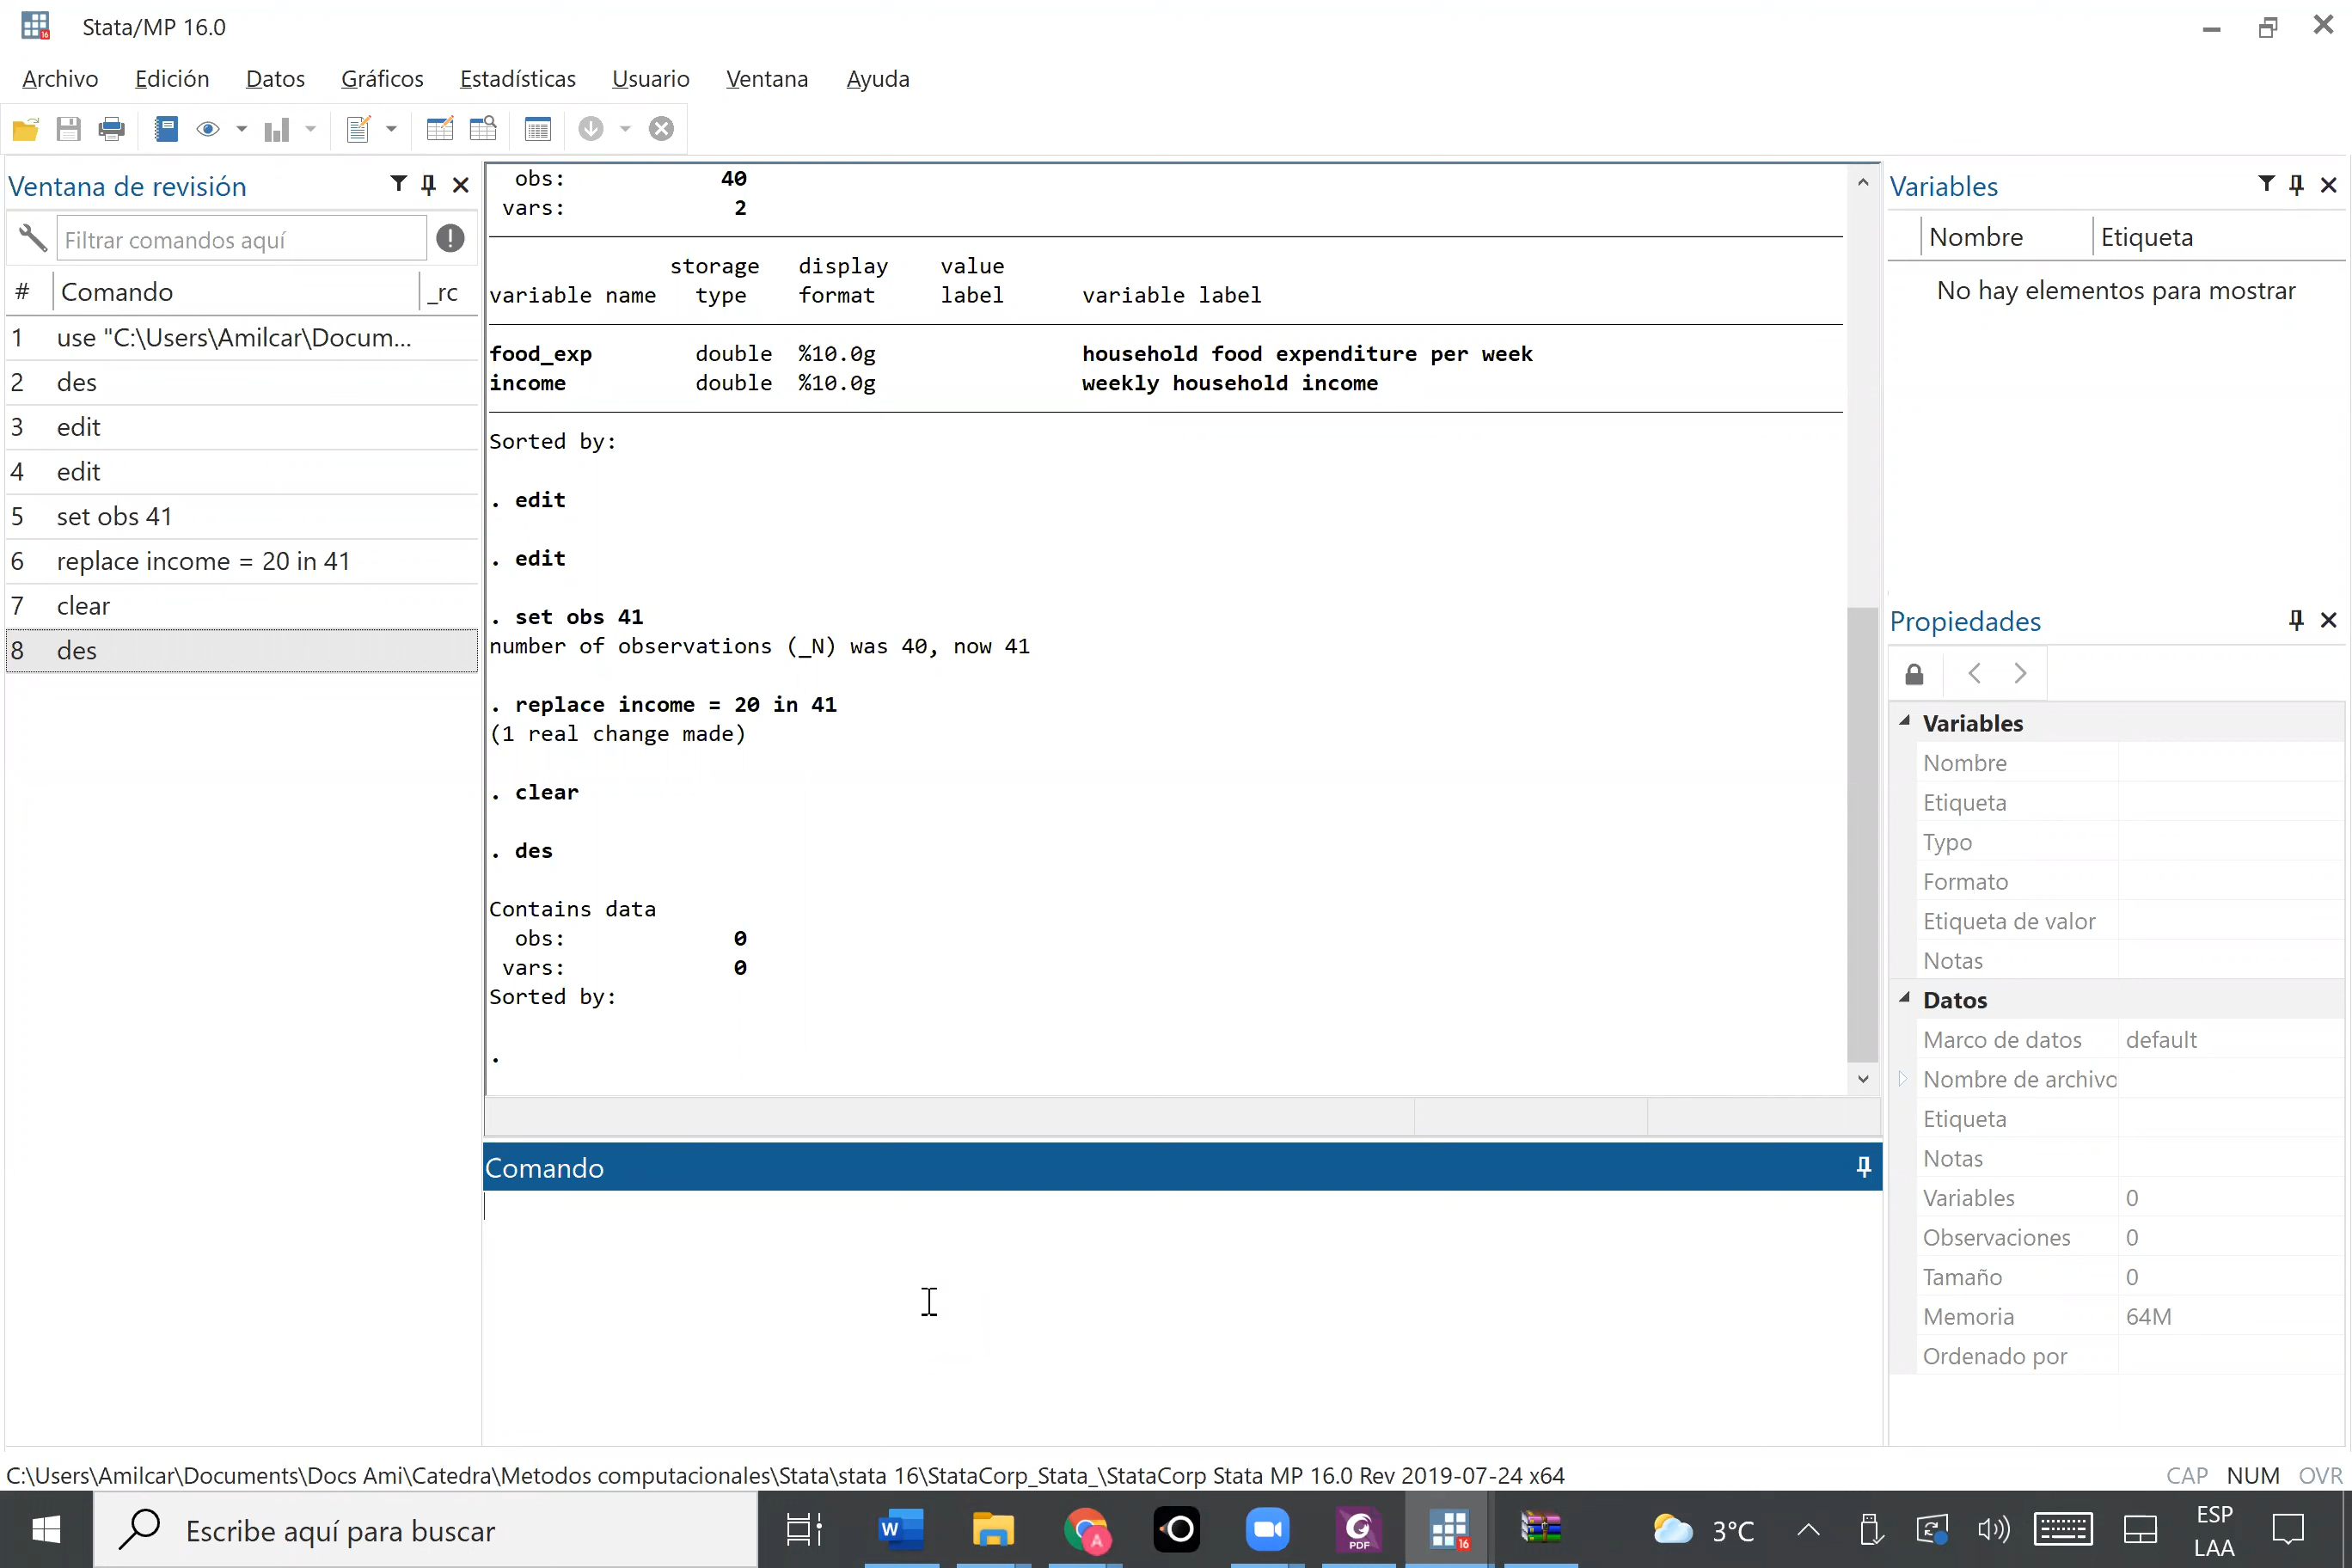 Stata/MP 16.0
Archivo Edición Datos Gráficos Estadísticas Usuario Ventana Ayuda
Ventana de revisión
Filtrar comandos aquí
# Comando _rc
1 use "C:\Users\Amilcar\Docum...
2 des
3 edit
4 edit
5 set obs 41
6 replace income = 20 in 41
7 clear
8 des
obs: 40
vars: 2
storage display value
variable name type format label variable label
food_exp double %10.0g household food expenditure per week
income double %10.0g weekly household income
Sorted by:
. edit
. edit
. set obs 41
number of observations (_N) was 40, now 41
. replace income = 20 in 41
(1 real change made)
. clear
. des
Contains data
obs: 0
vars: 0
Sorted by:
.
Comando
Variables
Nombre Etiqueta
No hay elementos para mostrar
Propiedades
Variables
Nombre
Etiqueta
Typo
Formato
Etiqueta de valor
Notas
Datos
Marco de datos default
Nombre de archivo
Etiqueta
Notas
Variables 0
Observaciones 0
Tamaño 0
Memoria 64M
Ordenado por
C:\Users\Amilcar\Documents\Docs Ami\Catedra\Metodos computacionales\Stata\stata 16\StataCorp_Stata_\StataCorp Stata MP 16.0 Rev 2019-07-24 x64
CAP NUM OVR
Escribe aquí para buscar
W
A
PDF
16
3°C
ESP
LAA